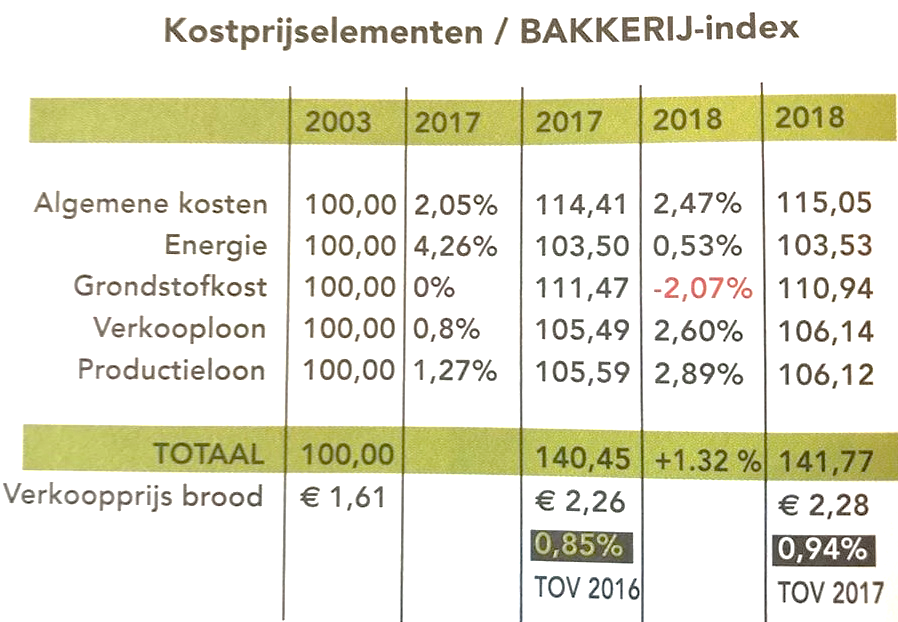 Kostprijselementen / BAKKERIJ-index
2003 2017 2017 2018 2018
Algemene kosten 100,00 2,05% 114,41 2,47% 115,05
Energie 100,00 4,26% 103,50 0,53% 103,53
Grondstofkost 100,00 0% 111,47 -2,07% 110,94
Verkooploon 100,00 0,8% 105,49 2,60% 106,14
Productieloon 100,00 1,27% 105,59 2,89% 106,12
TOTAAL 100,00 140,45 +1.32 % 141,77
Verkoopprijs brood € 1,61 € 2,26 € 2,28
0,85% 0,94%
TOV 2016 TOV 2017